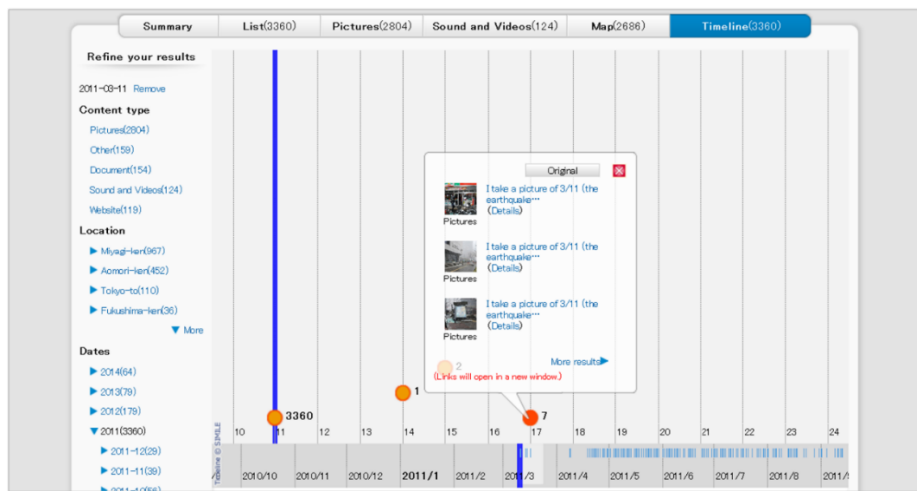 Summary List(3360) Pictures(2804) Sound and Videos(124) Map(2686) Timeline(3360)
Refine your results
2011-03-11 Remove
Content type
Pictures(2804)
Other(159)
Document(154)
Sound and Videos(124)
Website(119)
Location
Miyagi-ken(967)
Aomori-ken(452)
Tokyo-to(110)
Fukushima-ken(36)
More
Dates
2014(64)
2013(79)
2012(179)
2011(3360)
2011-12(29)
2011-11(39)
Original
I take a picture of 3/11 (the
earthquake…
(Details)
Pictures
I take a picture of 3/11 (the
earthquake…
(Details)
Pictures
I take a picture of 3/11 (the
earthquake…
(Details)
Pictures
2
More results
(Links will open in a new window.)
1
3360
7
10 11 12 13 14 15 16 17 18 19 20 21 22 23 24
Timeline © SIMILE
2010/10 2010/11 2010/12 2011/1 2011/2 2011/3 2011/4 2011/5 2011/6 2011/7 2011/8